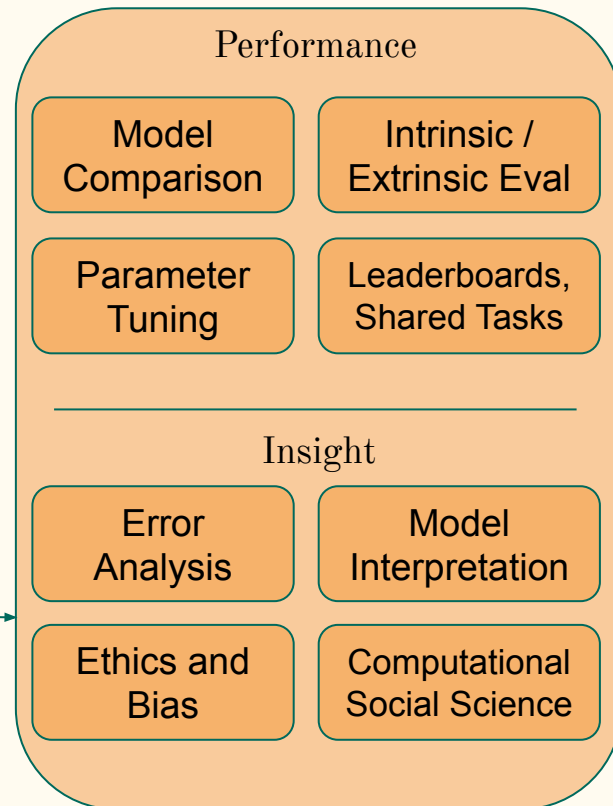 Performance
Model
Comparison
Intrinsic /
Extrinsic Eval
Parameter
Tuning
Leaderboards,
Shared Tasks
Insight
Error
Analysis
Model
Interpretation
Ethics and
Bias
Computational
Social Science